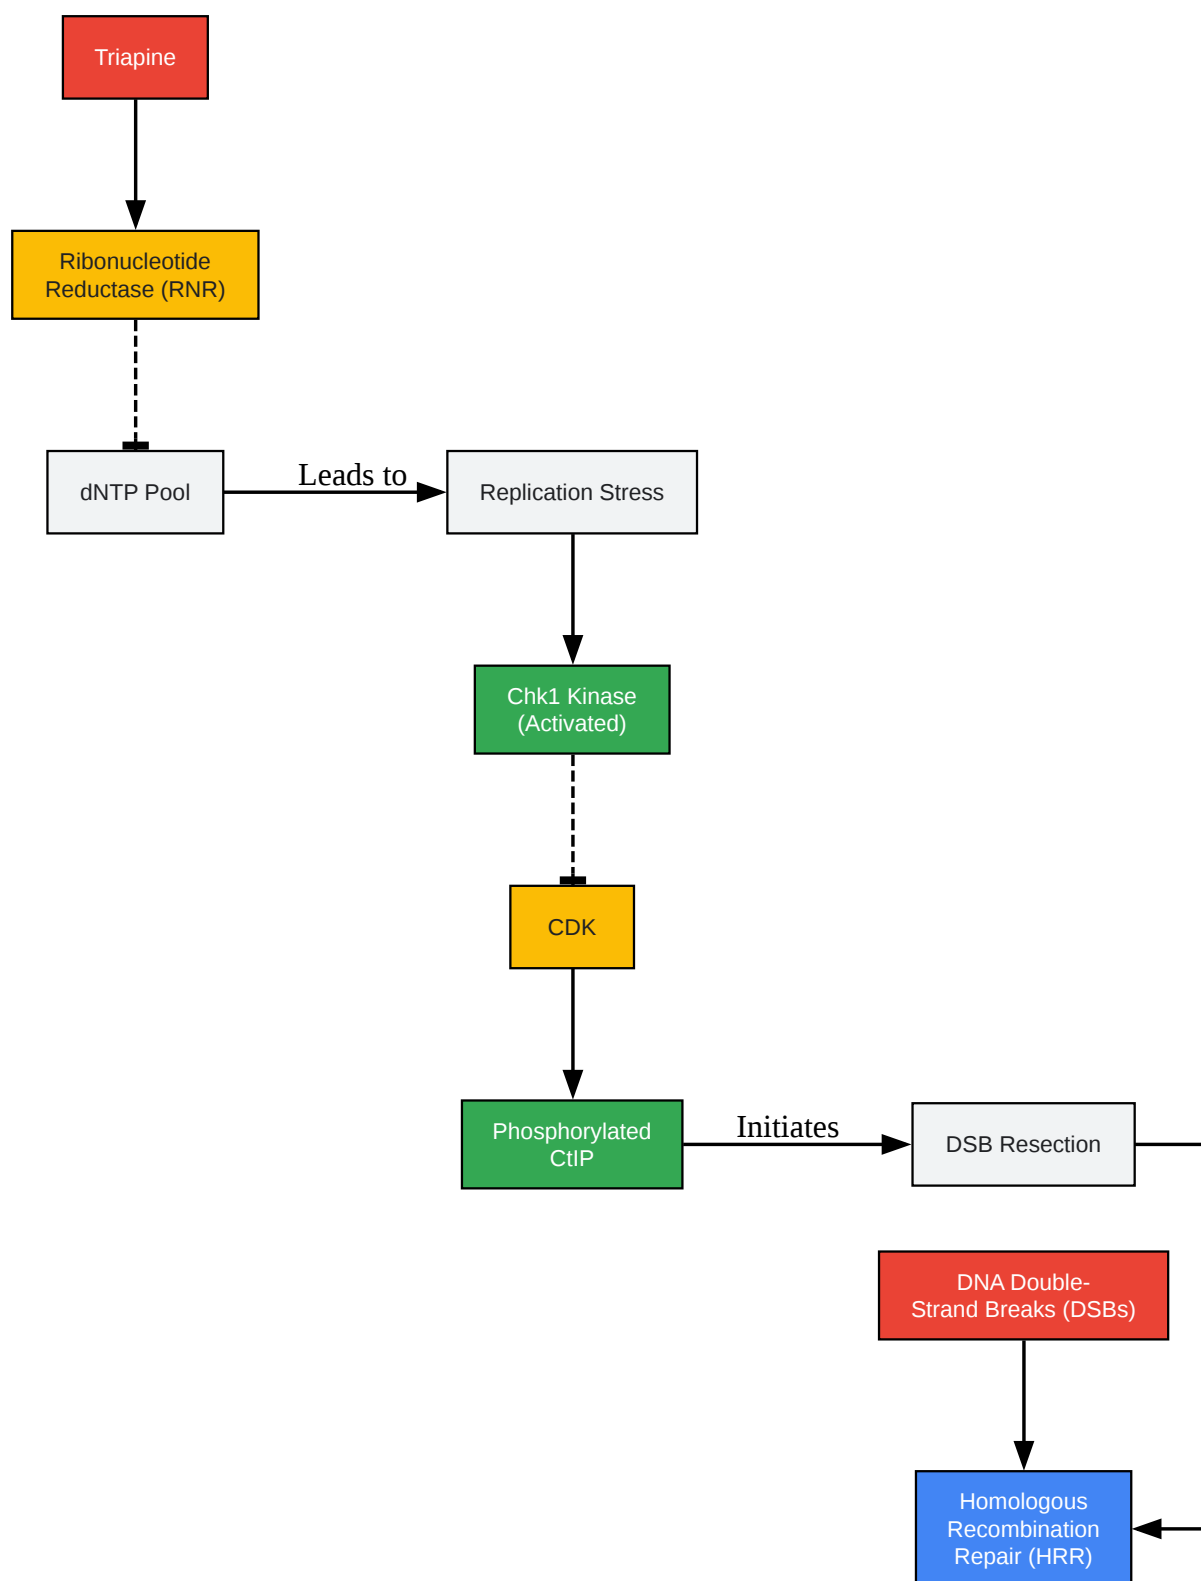 Triapine
Ribonucleotide
Reductase (RNR)
dNTP Pool
Leads to
Replication Stress
Chk1 Kinase
(Activated)
CDK
Phosphorylated
CtIP
Initiates
DSB Resection
DNA Double-
Strand Breaks (DSBs)
Homologous
Recombination
Repair (HRR)